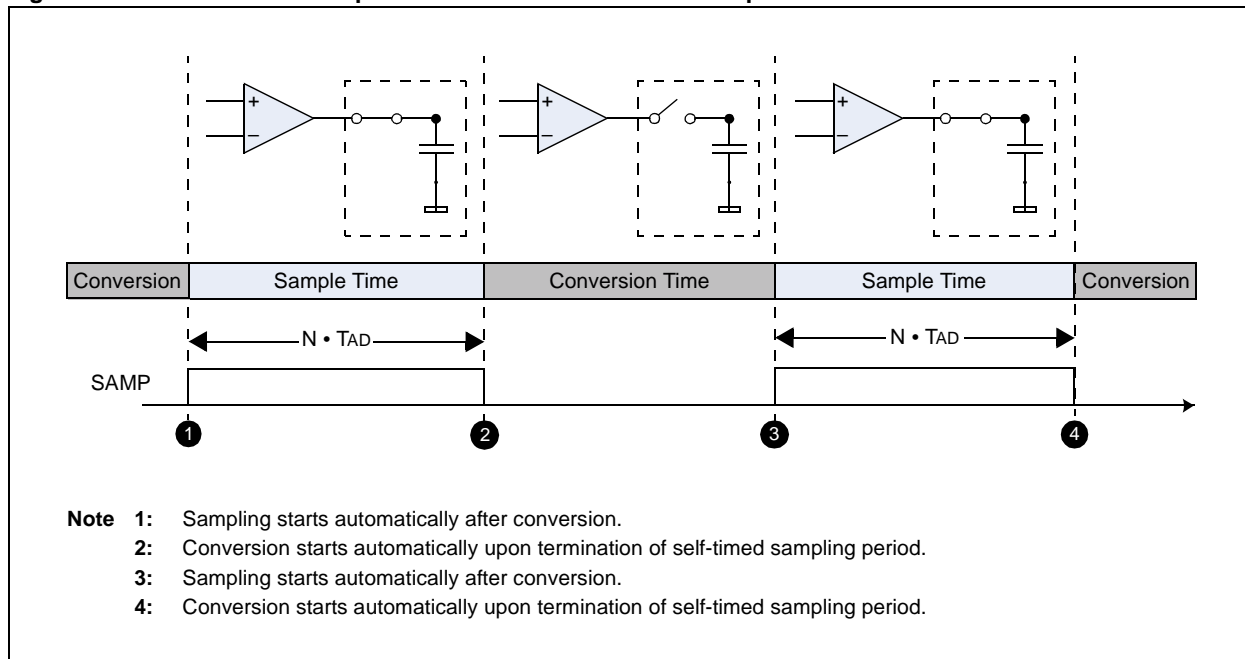 + + +
− − −
Conversion Sample Time Conversion Time Sample Time Conversion
N • TAD N • TAD
SAMP
1 2 3 4
Note 1: Sampling starts automatically after conversion.
2: Conversion starts automatically upon termination of self-timed sampling period.
3: Sampling starts automatically after conversion.
4: Conversion starts automatically upon termination of self-timed sampling period.